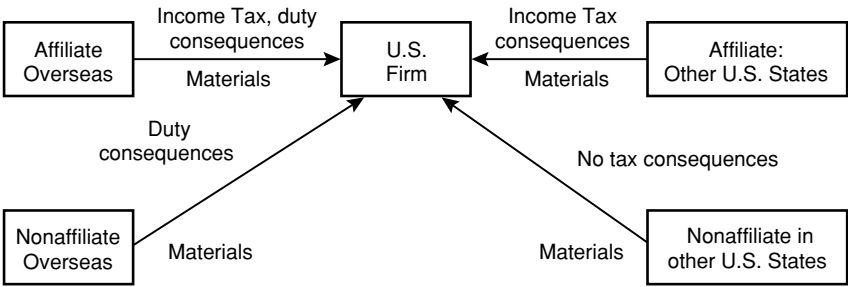 Income Tax, duty
consequences
Income Tax
consequences
Affiliate
Overseas
U.S.
Firm
Affiliate:
Other U.S. States
Materials
Materials
Duty
consequences
No tax consequences
Nonaffiliate
Overseas
Materials
Materials
Nonaffiliate in
other U.S. States